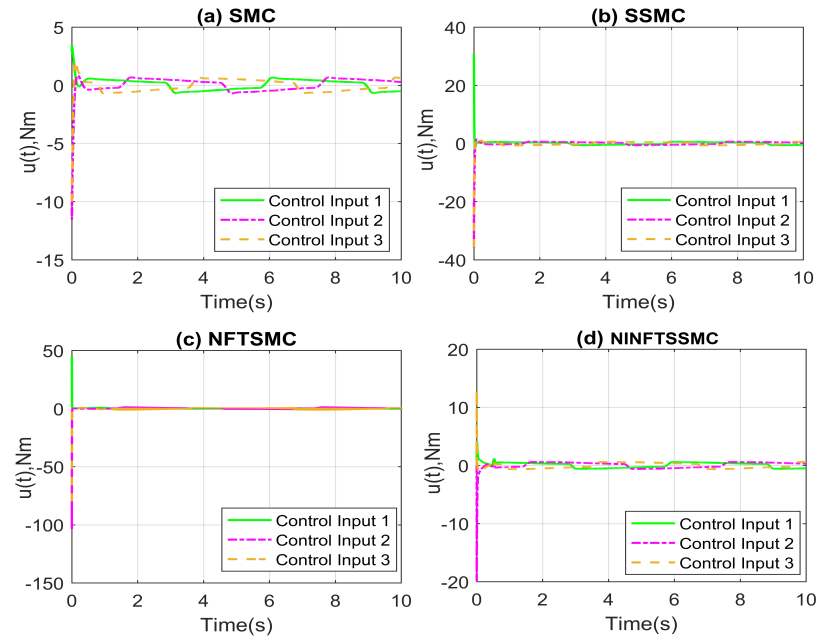 (a) SMC
5
0
-5
-10
-15
u(t),Nm
Control Input 1
Control Input 2
Control Input 3
0 2 4 6 8 10
Time(s)
(b) SSMC
40
20
0
-20
-40
u(t),Nm
Control Input 1
Control Input 2
Control Input 3
0 2 4 6 8 10
Time(s)
(c) NFTSMC
50
0
-50
-100
-150
u(t),Nm
Control Input 1
Control Input 2
Control Input 3
0 2 4 6 8 10
Time(s)
(d) NINFTSSMC
20
10
0
-10
-20
u(t),Nm
Control Input 1
Control Input 2
Control Input 3
0 2 4 6 8 10
Time(s)